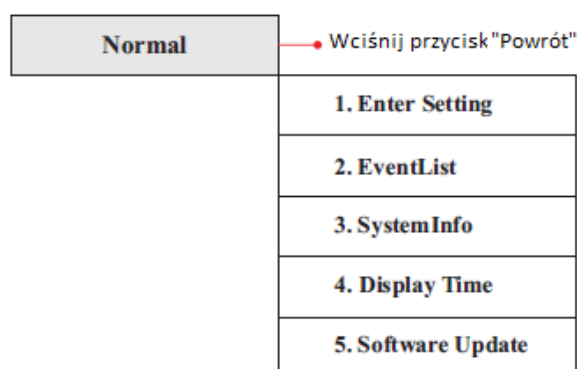 Normal
Wciśnij przycisk"Powrót"
1. Enter Setting
2. EventList
3. SystemInfo
4. Display Time
5. Software Update